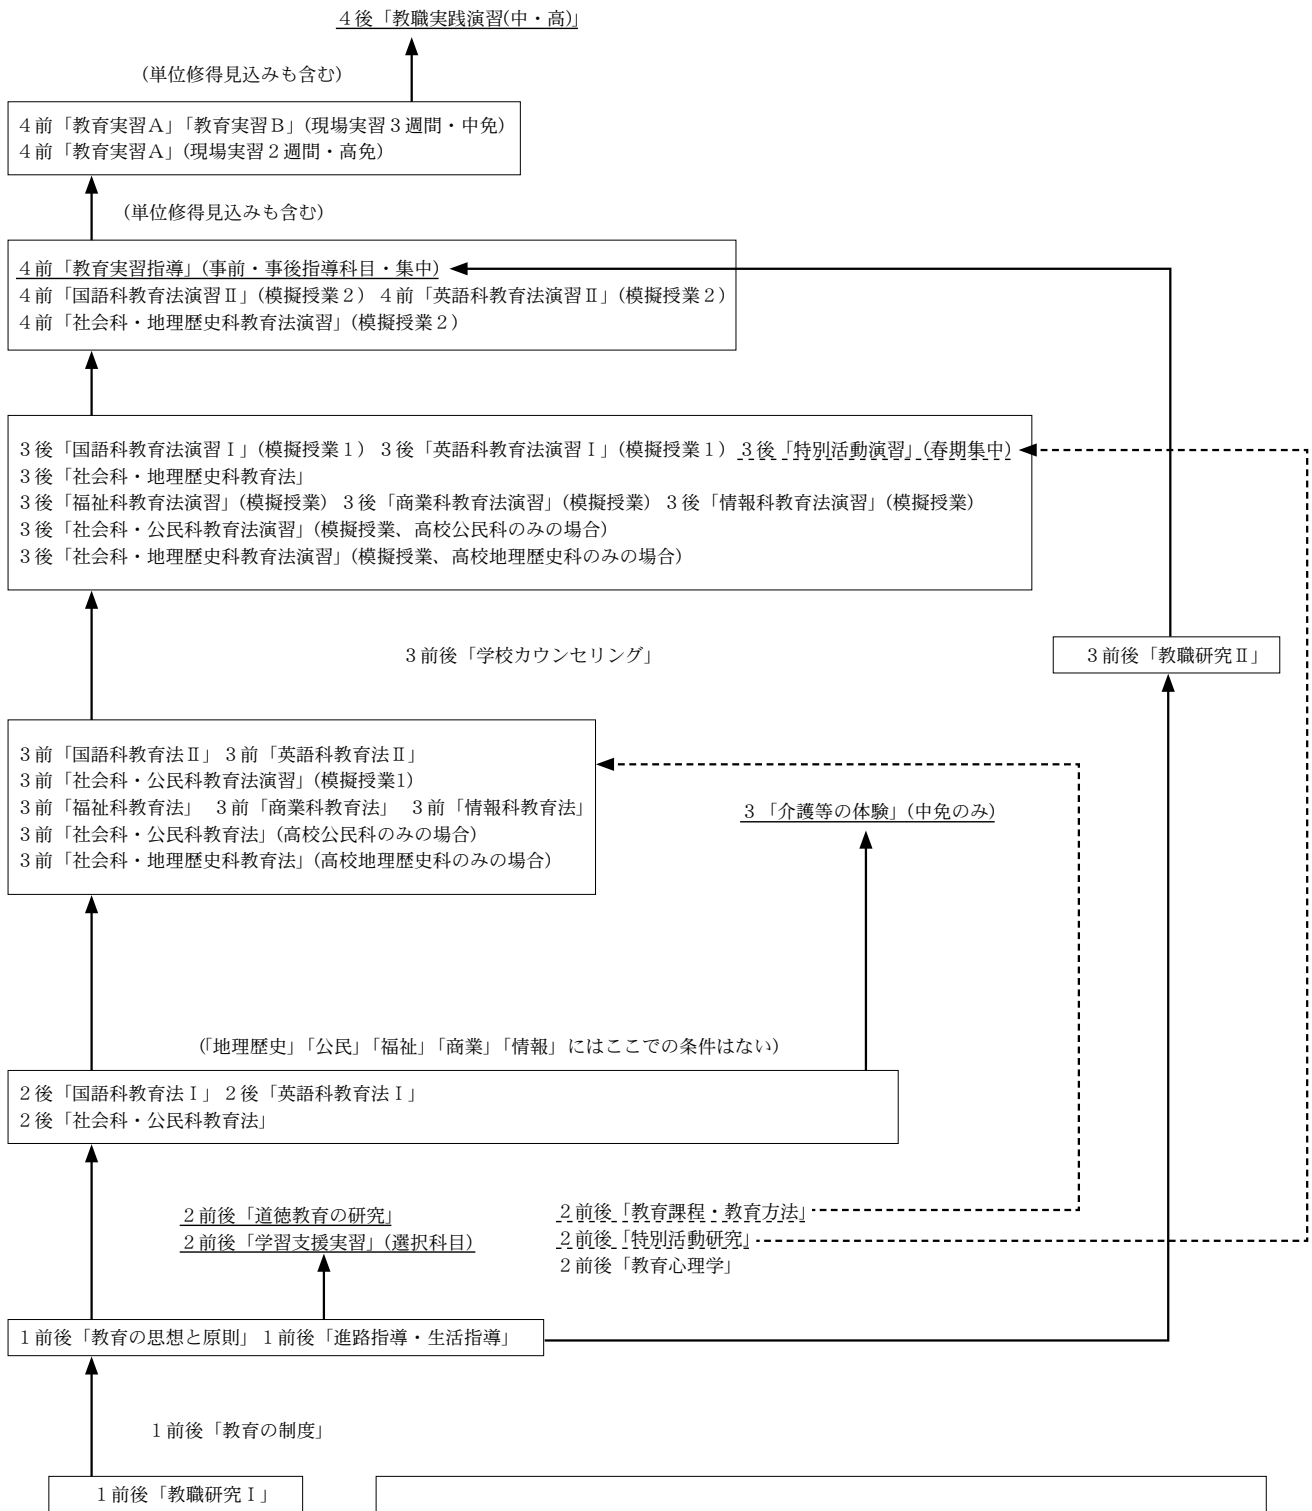 ４後「教職実践演習(中・高)」
(単位修得見込みも含む)
４前「教育実習Ａ」「教育実習Ｂ」(現場実習３週間・中免)
４前「教育実習Ａ」(現場実習２週間・高免)
(単位修得見込みも含む)
４前「教育実習指導」(事前・事後指導科目・集中)
４前「国語科教育法演習Ⅱ」(模擬授業２) ４前「英語科教育法演習Ⅱ」(模擬授業２)
４前「社会科・地理歴史科教育法演習」(模擬授業２)
３後「国語科教育法演習Ⅰ」(模擬授業１) ３後「英語科教育法演習Ⅰ」(模擬授業１) ３後「特別活動演習」(春期集中)
３後「社会科・地理歴史科教育法」
３後「福祉科教育法演習」(模擬授業) ３後「商業科教育法演習」(模擬授業) ３後「情報科教育法演習」(模擬授業)
３後「社会科・公民科教育法演習」(模擬授業、高校公民科のみの場合)
３後「社会科・地理歴史科教育法演習」(模擬授業、高校地理歴史科のみの場合)
３前後「学校カウンセリング」
３前後「教職研究Ⅱ」
３前「国語科教育法Ⅱ」 ３前「英語科教育法Ⅱ」
３前「社会科・公民科教育法演習」(模擬授業1)
３前「福祉科教育法」 ３前「商業科教育法」 ３前「情報科教育法」
３前「社会科・公民科教育法」(高校公民科のみの場合)
３前「社会科・地理歴史科教育法」(高校地理歴史科のみの場合)
３「介護等の体験」(中免のみ)
(「地理歴史」「公民」「福祉」「商業」「情報」にはここでの条件はない)
２後「国語科教育法Ⅰ」 ２後「英語科教育法Ⅰ」
２後「社会科・公民科教育法」
２前後「道徳教育の研究」
２前後「学習支援実習」(選択科目)
２前後「教育課程・教育方法」
２前後「特別活動研究」
２前後「教育心理学」
１前後「教育の思想と原則」 １前後「進路指導・生活指導」
１前後「教育の制度」
１前後「教職研究Ⅰ」